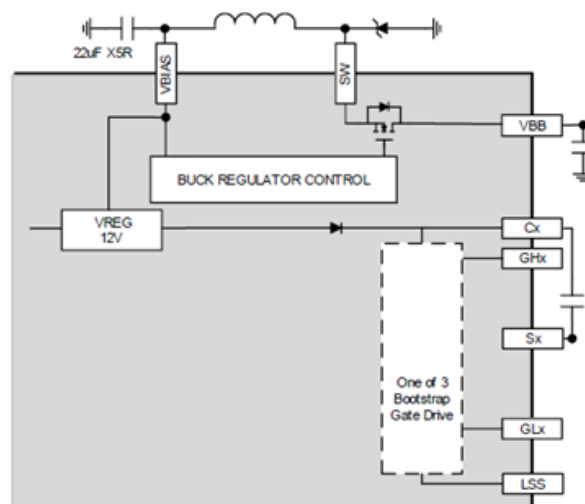 22uF X5R
VBIAS
SW
VBB
BUCK REGULATOR CONTROL
VREG
12V
Cx
GHx
Sx
One of 3
Bootstrap
Gate Drive
GLx
LSS